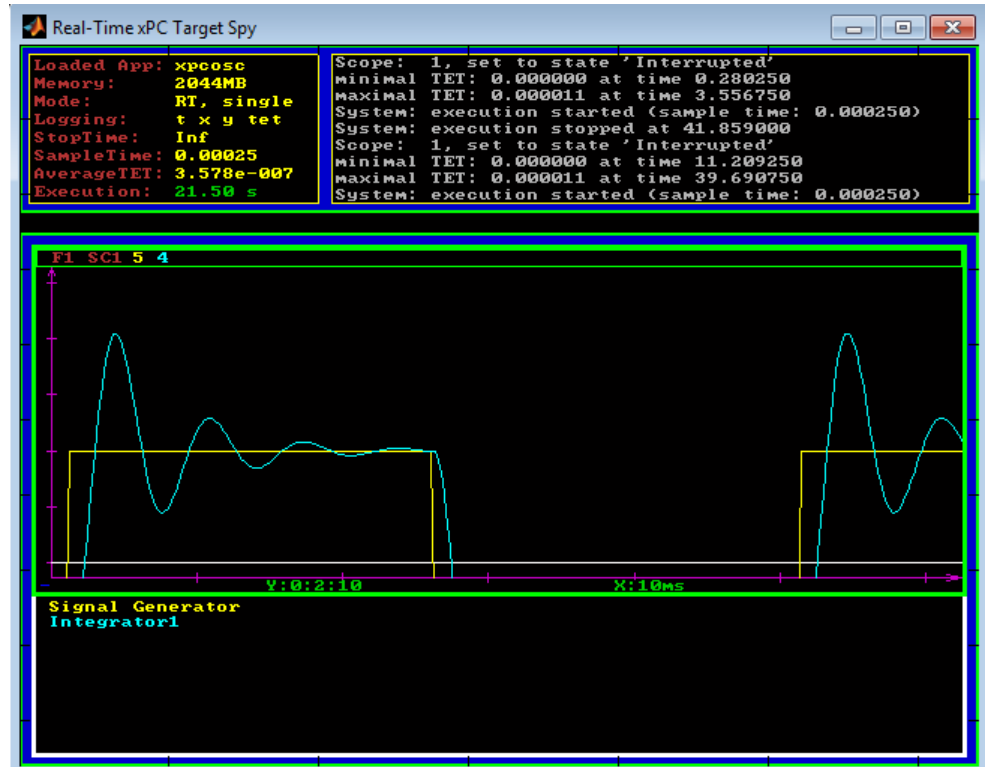 Real-Time xPC Target Spy
Loaded App: xpcosc
Memory: 2044MB
Mode: RT, single
Logging: t x y tet
StopTime: Inf
SampleTime: 0.00025
AverageTET: 3.578e-007
Execution: 21.50 s
Scope: 1, set to state 'Interrupted'
minimal TET: 0.000000 at time 0.280250
maximal TET: 0.000011 at time 3.556750
System: execution started (sample time: 0.000250)
System: execution stopped at 41.859000
Scope: 1, set to state 'Interrupted'
minimal TET: 0.000000 at time 11.209250
maximal TET: 0.000011 at time 39.690750
System: execution started (sample time: 0.000250)
F1 SC1 5 4
Y:0:2:10 X:10ms
Signal Generator
Integrator1